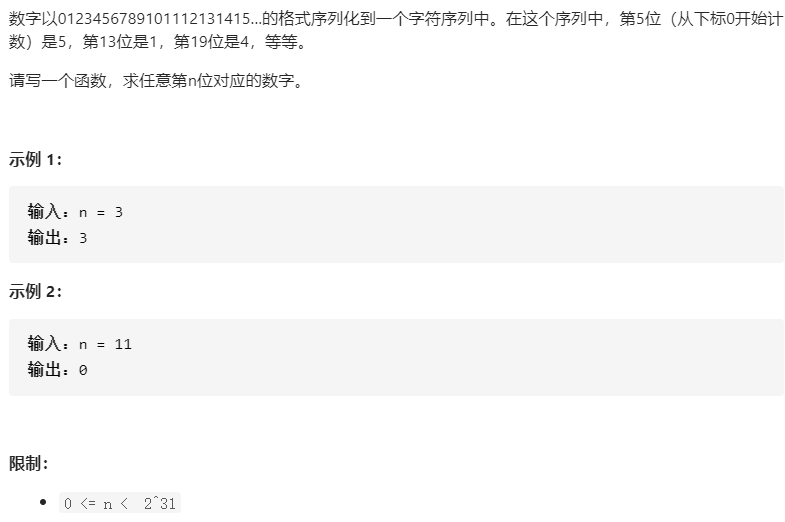 数字以0123456789101112131415…的格式序列化到一个字符序列中。在这个序列中，第5位（从下标0开始计
数）是5，第13位是1，第19位是4，等等。
请写一个函数，求任意第n位对应的数字。
示例 1：
输入：n = 3
输出：3
示例 2：
输入：n = 11
输出：0
限制：
• 0 <= n < 2^31